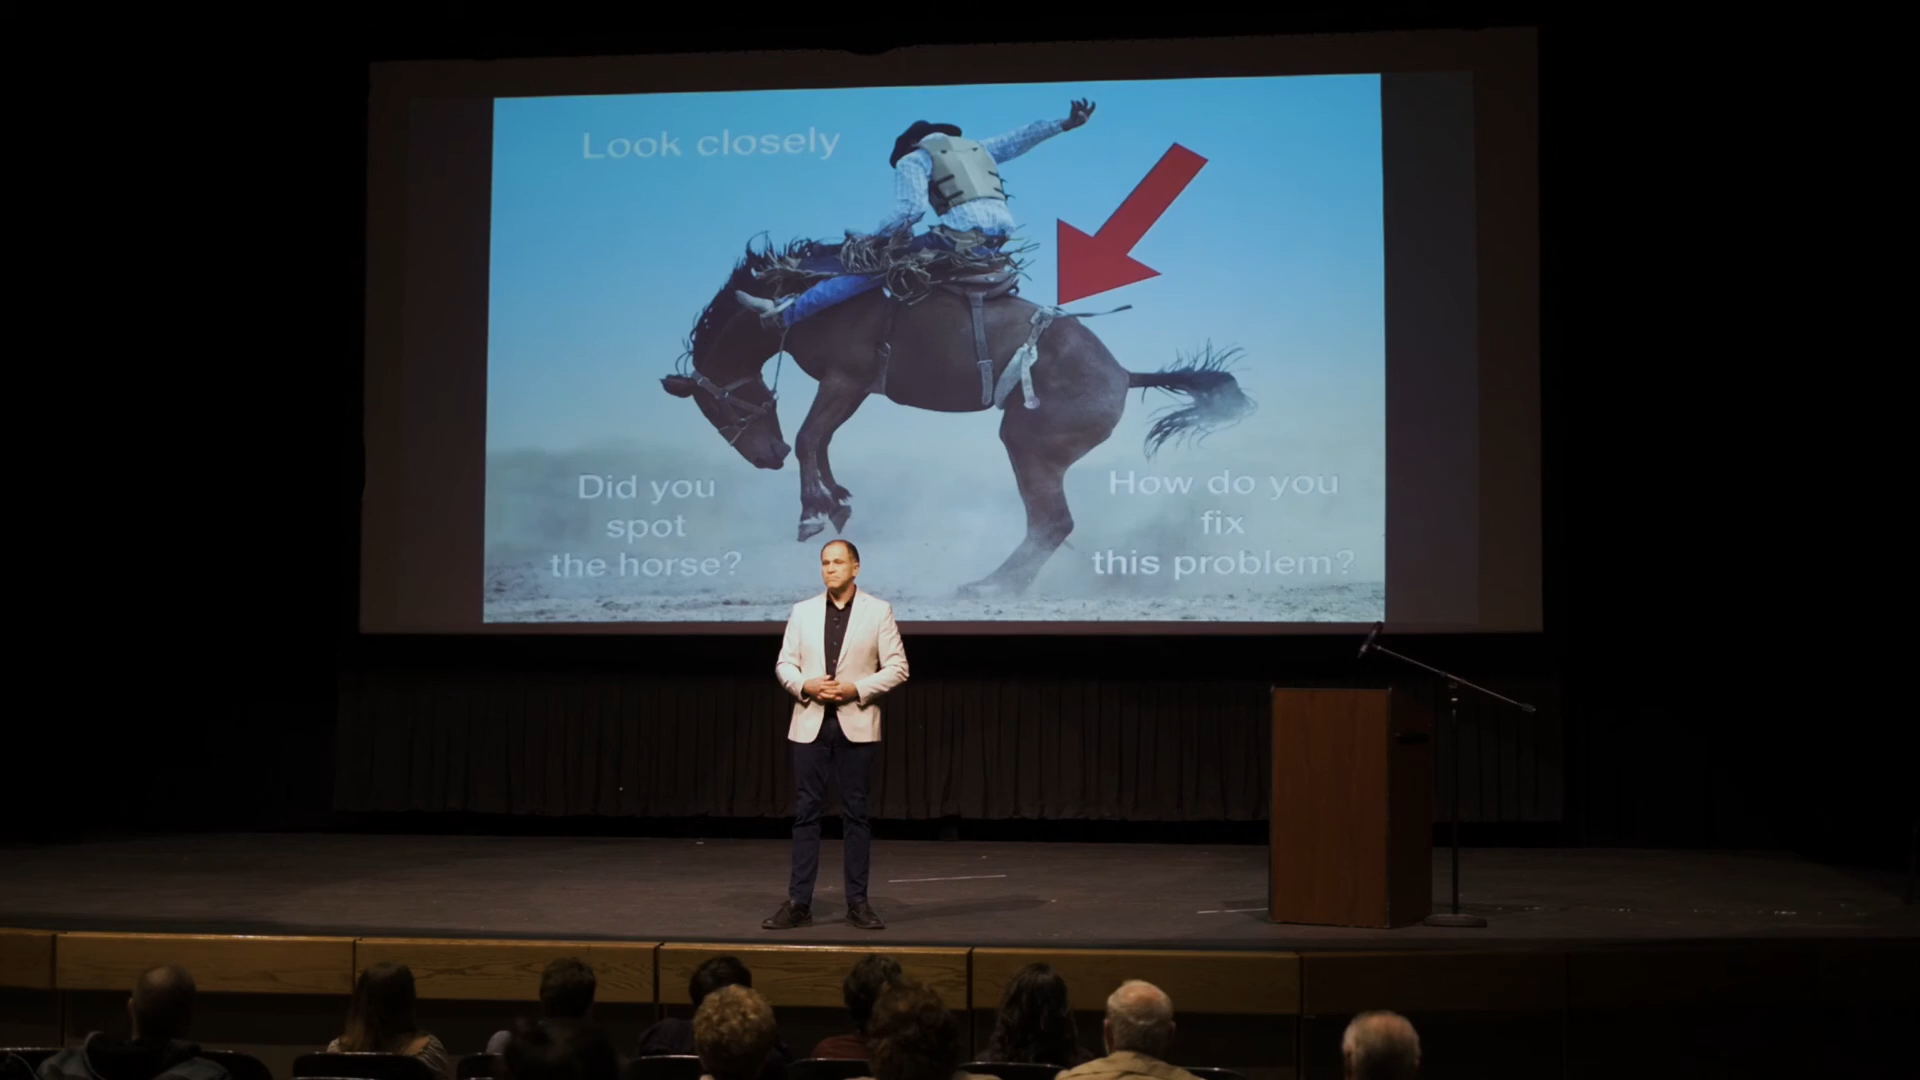 Look closely
Did you
spot
the horse?
How do you
fix
this problem?